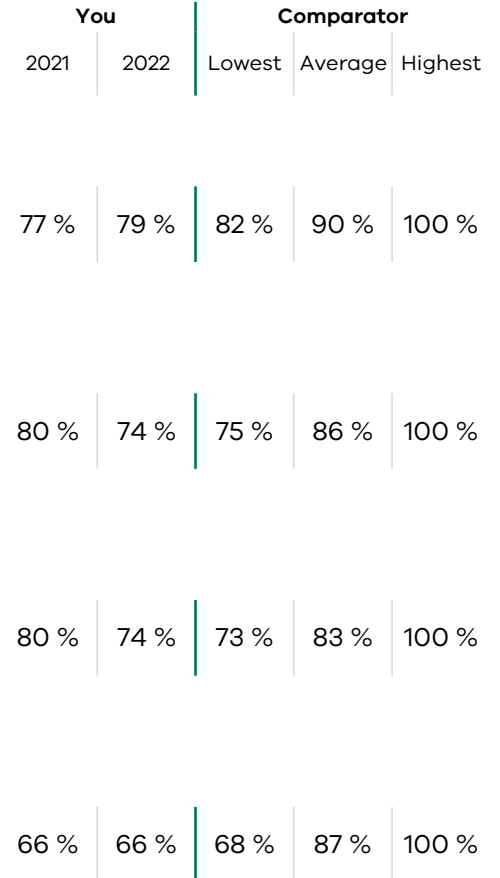 You Comparator
2021 2022 Lowest Average Highest
77 % 79 % 82 % 90 % 100 %
80 % 74 % 75 % 86 % 100 %
80 % 74 % 73 % 83 % 100 %
66 % 66 % 68 % 87 % 100 %